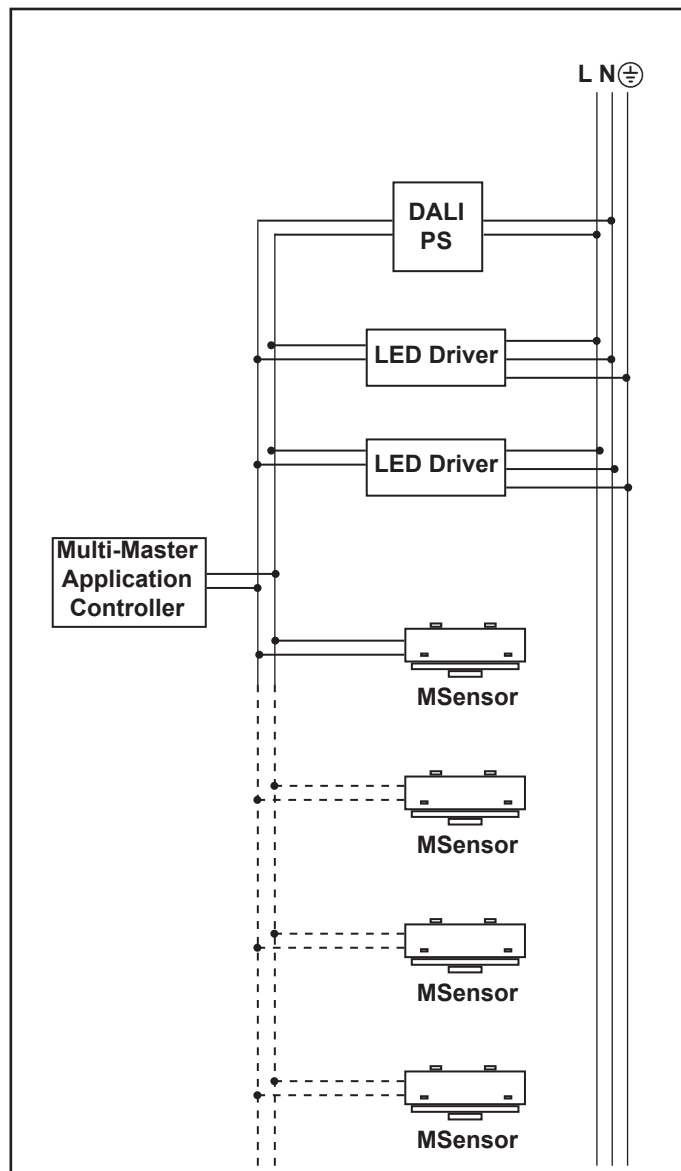 L N
DALI
PS
LED Driver
LED Driver
Multi-Master
Application
Controller
MSensor
MSensor
MSensor
MSensor